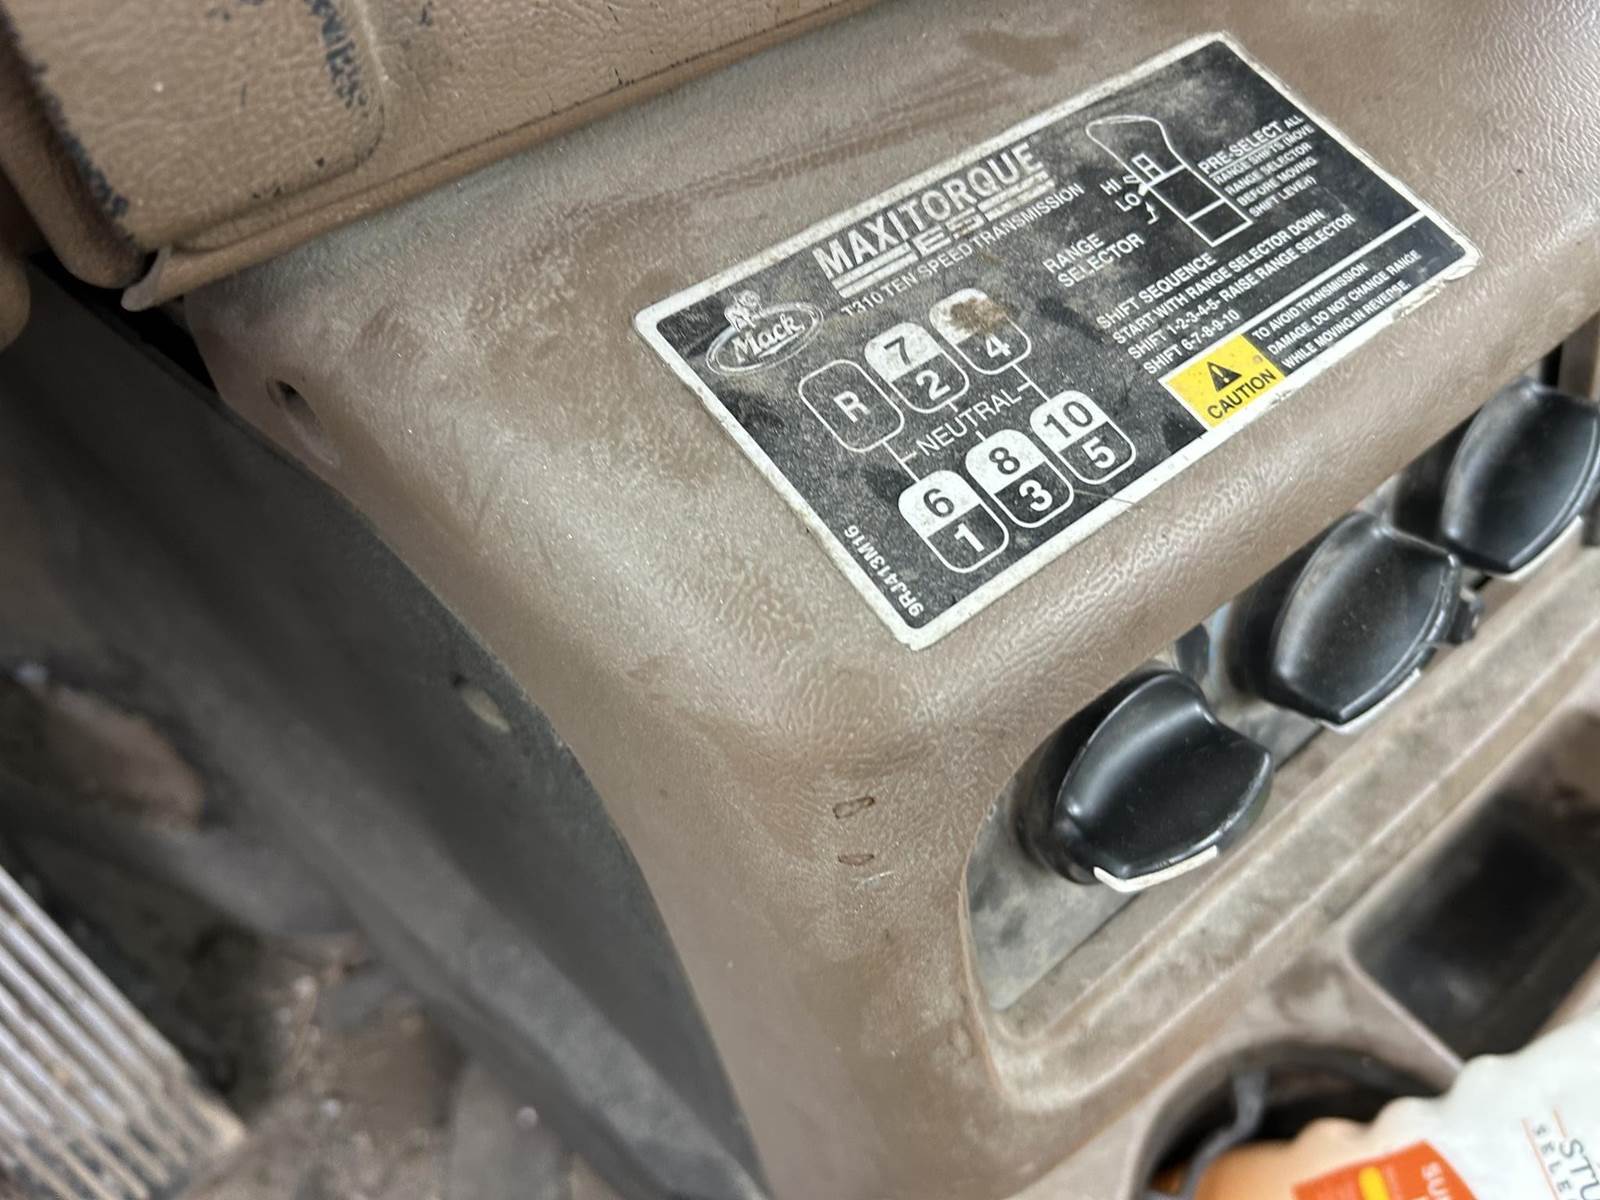 Mack
MAXITORQUE
ES
T310 TEN SPEED TRANSMISSION
R
7
2
4
NEUTRAL
6
1
8
3
10
5
9RJ413M16
RANGE
SELECTOR
HI
LO
PRE-SELECT ALL
RANGE SHIFTS (MOVE
RANGE SELECTOR
BEFORE MOVING
SHIFT LEVER)
SHIFT SEQUENCE
START WITH RANGE SELECTOR DOWN
SHIFT 1-2-3-4-5- RAISE RANGE SELECTOR
SHIFT 6-7-8-9-10
CAUTION
TO AVOID TRANSMISSION
DAMAGE, DO NOT CHANGE RANGE
WHILE MOVING IN REVERSE.